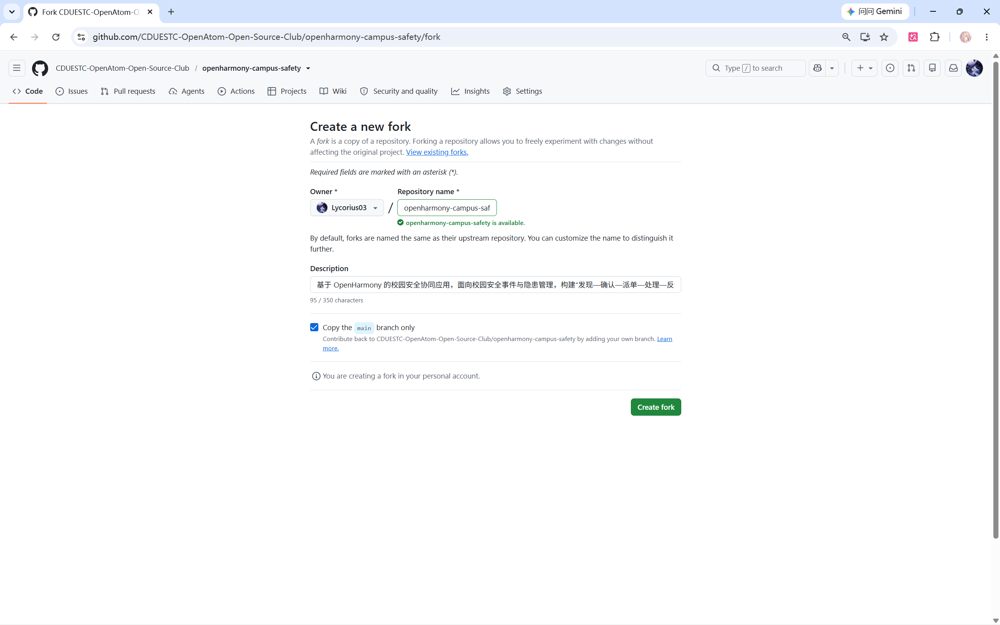 Fork CDUESTC-OpenAtom-O
问问 Gemini
github.com/CDUESTC-OpenAtom-Open-Source-Club/openharmony-campus-safety/fork
CDUESTC-OpenAtom-Open-Source-Club / openharmony-campus-safety
Type / to search
Code Issues Pull requests Agents Actions Projects Wiki Security and quality Insights Settings
Create a new fork
A fork is a copy of a repository. Forking a repository allows you to freely experiment with changes without
affecting the original project. View existing forks.
Required fields are marked with an asterisk (*).
Owner * Repository name *
Lycorius03 / openharmony-campus-saf
openharmony-campus-safety is available.
By default, forks are named the same as their upstream repository. You can customize the name to distinguish it
further.
Description
基于 OpenHarmony 的校园安全协同应用，面向校园安全事件与隐患管理，构建“发现—确认—派单—处理—反
95 / 350 characters
Copy the main branch only
Contribute back to CDUESTC-OpenAtom-Open-Source-Club/openharmony-campus-safety by adding your own branch. Learn
more.
You are creating a fork in your personal account.
Create fork